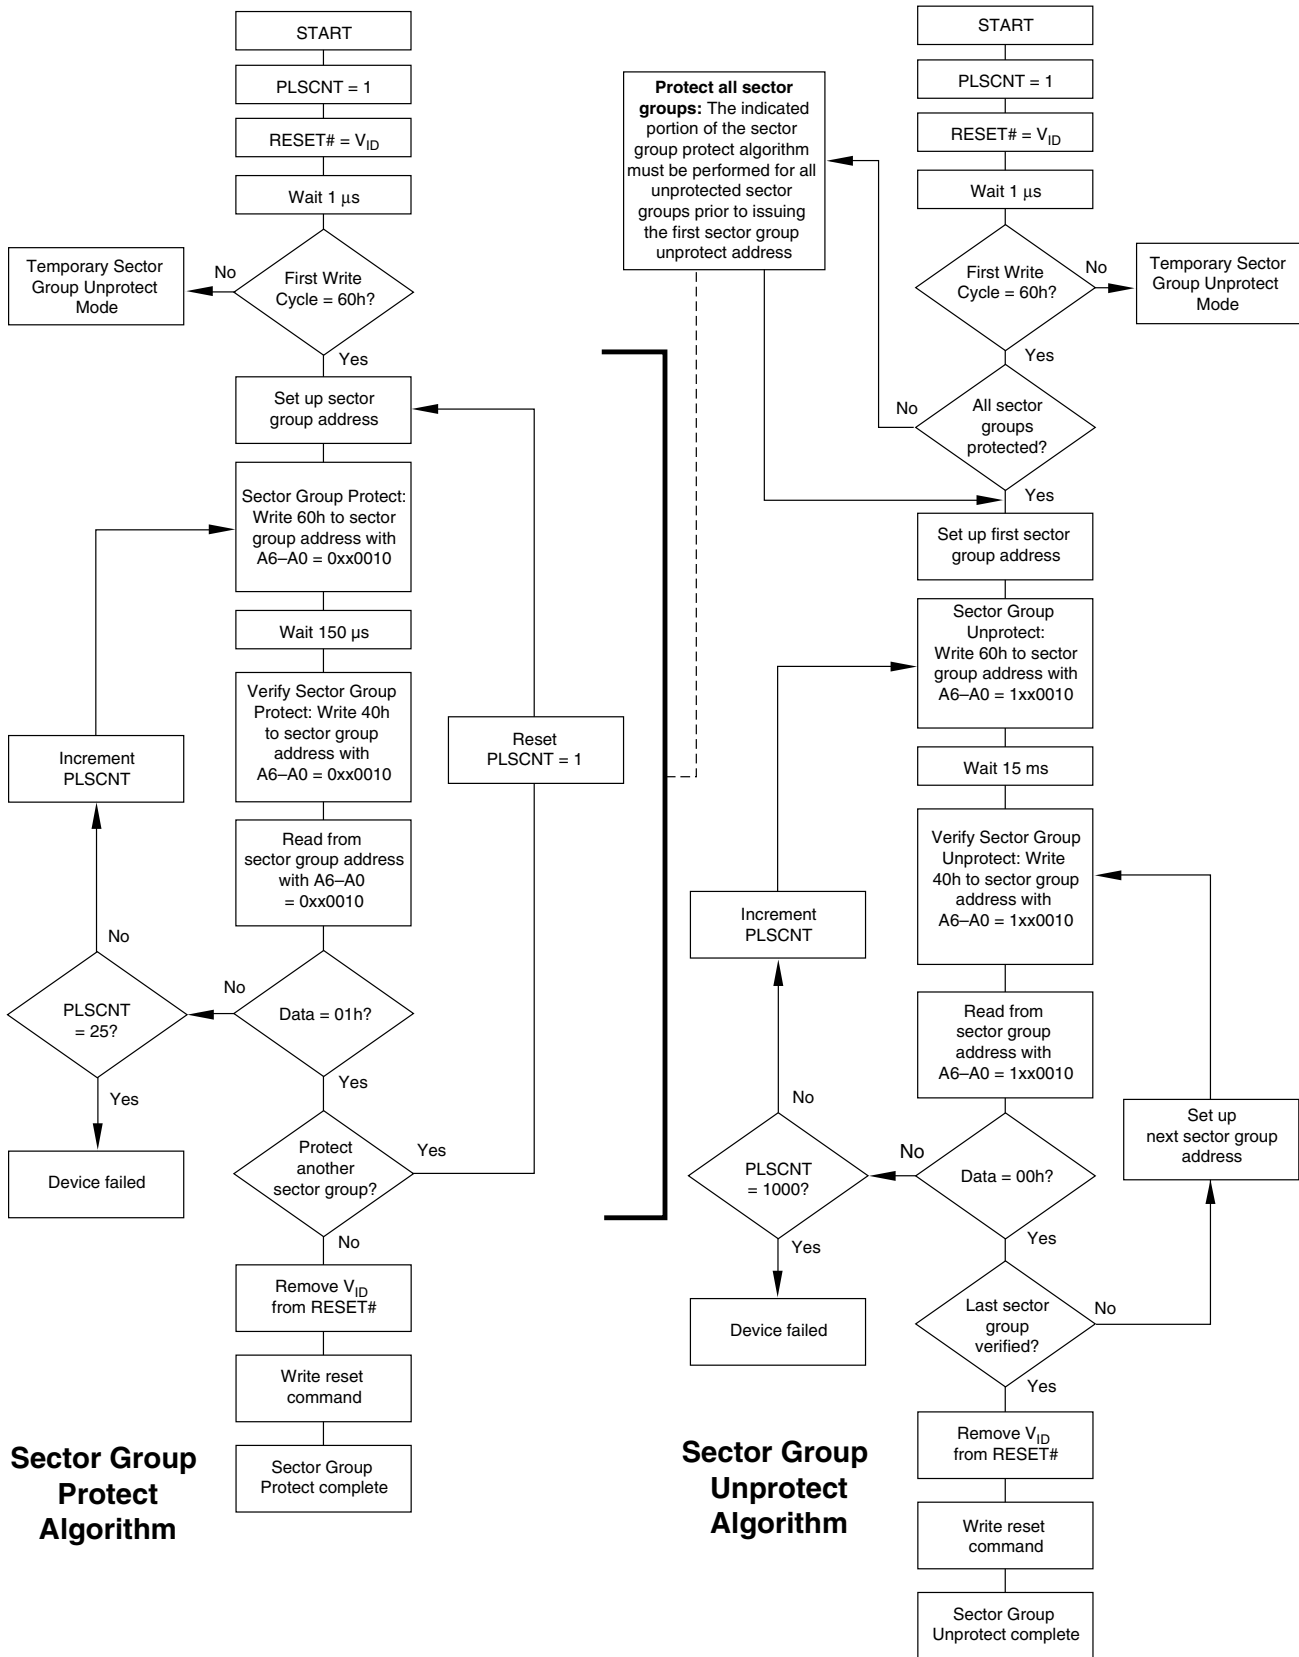 START
PLSCNT = 1
RESET# = VID
Wait 1 μs
First Write
Cycle = 60h?
No
Temporary Sector
Group Unprotect
Mode
Yes
Set up sector
group address
Sector Group Protect:
Write 60h to sector
group address with
A6–A0 = 0xx0010
Wait 150 µs
Verify Sector Group
Protect: Write 40h
to sector group
address with
A6–A0 = 0xx0010
Read from
sector group address
with A6–A0
= 0xx0010
Data = 01h?
No
PLSCNT
= 25?
No
Increment
PLSCNT
Yes
Device failed
Yes
Protect
another
sector group?
Yes
Reset
PLSCNT = 1
No
Remove VID
from RESET#
Write reset
command
Sector Group
Protect complete
Sector Group
Protect
Algorithm
Protect all sector
groups: The indicated
portion of the sector
group protect algorithm
must be performed for all
unprotected sector
groups prior to issuing
the first sector group
unprotect address
START
PLSCNT = 1
RESET# = VID
Wait 1 μs
First Write
Cycle = 60h?
No
Temporary Sector
Group Unprotect
Mode
Yes
All sector
groups
protected?
No
Yes
Set up first sector
group address
Sector Group
Unprotect:
Write 60h to sector
group address with
A6–A0 = 1xx0010
Wait 15 ms
Verify Sector Group
Unprotect: Write
40h to sector group
address with
A6–A0 = 1xx0010
Read from
sector group
address with
A6–A0 = 1xx0010
Data = 00h?
No
PLSCNT
= 1000?
No
Increment
PLSCNT
Yes
Device failed
Yes
Last sector
group
verified?
No
Set up
next sector group
address
Yes
Remove VID
from RESET#
Write reset
command
Sector Group
Unprotect complete
Sector Group
Unprotect
Algorithm